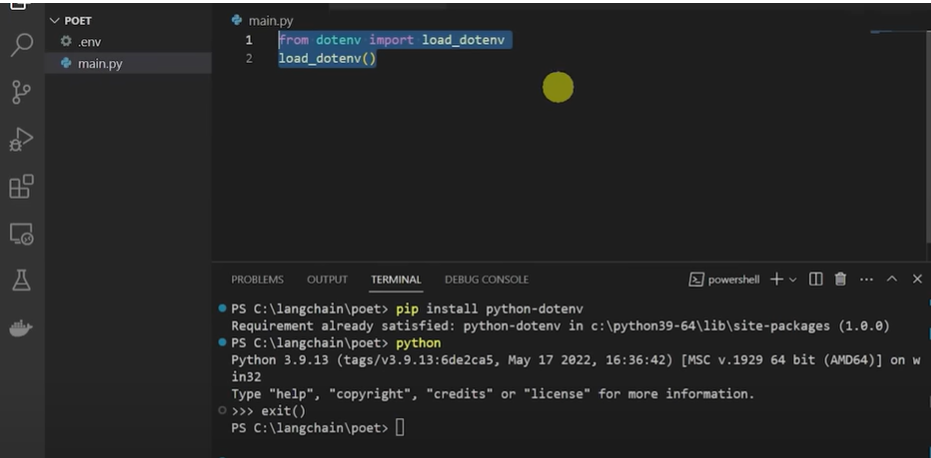 POET
.env
main.py
main.py
1 from dotenv import load_dotenv
2 load_dotenv()
PROBLEMS OUTPUT TERMINAL DEBUG CONSOLE powershell
PS C:\langchain\poet> pip install python-dotenv
Requirement already satisfied: python-dotenv in c:\python39-64\lib\site-packages (1.0.0)
PS C:\langchain\poet> python
Python 3.9.13 (tags/v3.9.13:6de2ca5, May 17 2022, 16:36:42) [MSC v.1929 64 bit (AMD64)] on w
in32
Type "help", "copyright", "credits" or "license" for more information.
>>> exit()
PS C:\langchain\poet>